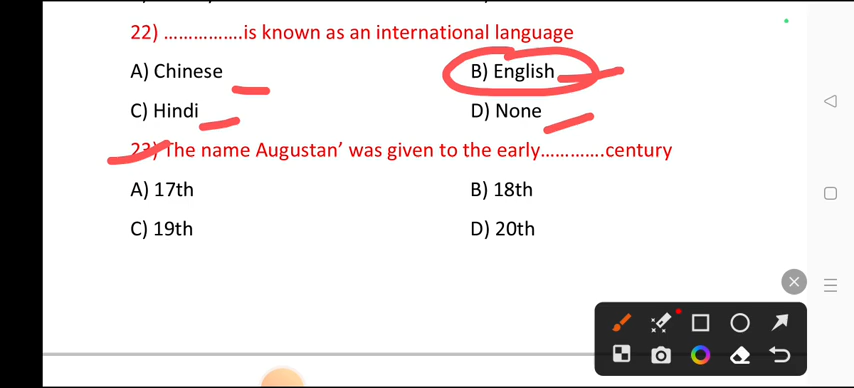 22) ................is known as an international language
A) Chinese B) English
C) Hindi D) None
23) The name Augustan’ was given to the early.............century
A) 17th B) 18th
C) 19th D) 20th